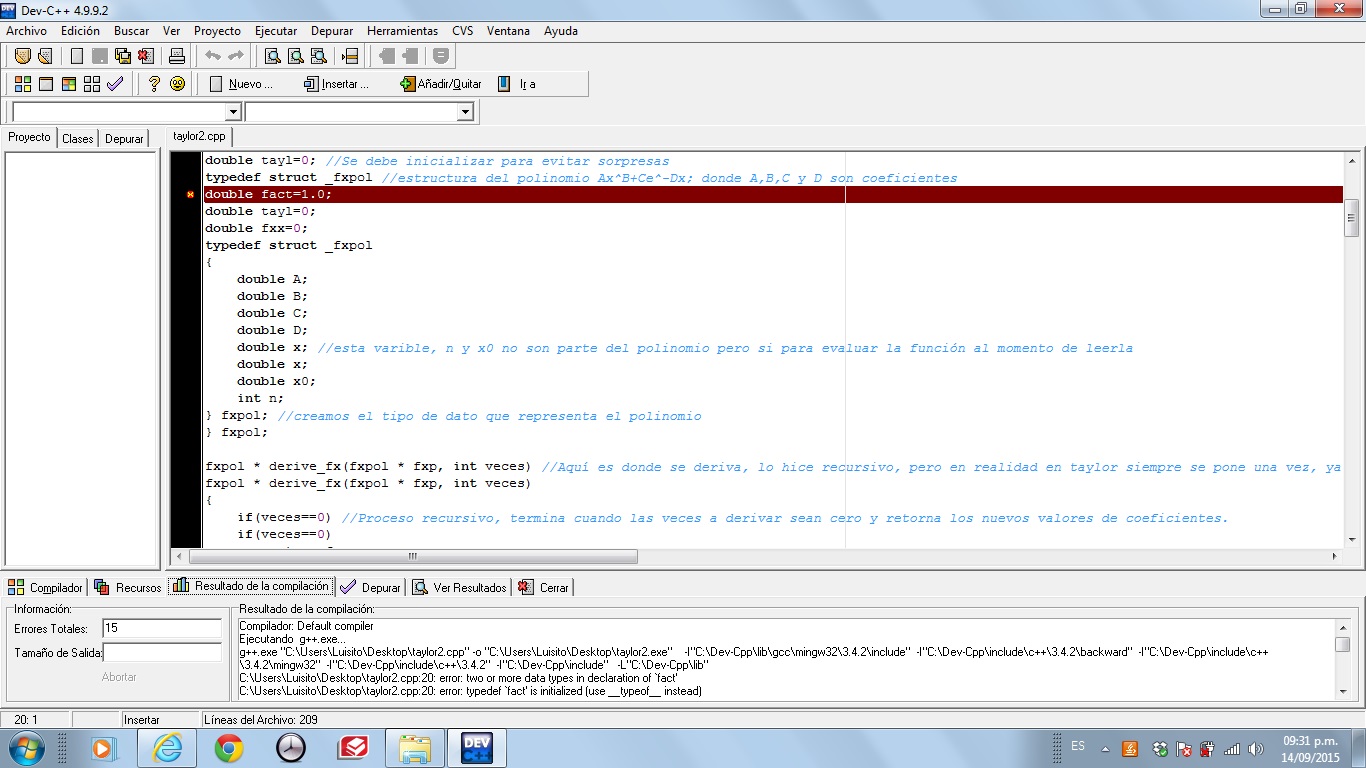 Dev-C++ 4.9.9.2
Archivo Edición Buscar Ver Proyecto Ejecutar Depurar Herramientas CVS Ventana Ayuda
Nuevo ... Insertar ... Añadir/Quitar Ir a
Proyecto Clases Depurar
taylor2.cpp
double tayl=0; //Se debe inicializar para evitar sorpresas
typedef struct _fxpol //estructura del polinomio Ax^B+Ce^-Dx; donde A,B,C y D son coeficientes
double fact=1.0;
double tayl=0;
double fxx=0;
typedef struct _fxpol
{
double A;
double B;
double C;
double D;
double x; //esta varible, n y x0 no son parte del polinomio pero si para evaluar la función al momento de leerla
double x;
double x0;
int n;
} fxpol; //creamos el tipo de dato que representa el polinomio
} fxpol;
fxpol * derive_fx(fxpol * fxp, int veces) //Aquí es donde se deriva, lo hice recursivo, pero en realidad en taylor siempre se pone una vez, ya
fxpol * derive_fx(fxpol * fxp, int veces)
{
if(veces==0) //Proceso recursivo, termina cuando las veces a derivar sean cero y retorna los nuevos valores de coeficientes.
if(veces==0)
Compilador Recursos Resultado de la compilación Depurar Ver Resultados Cerrar
Información:
Errores Totales: 15
Tamaño de Salida:
Abortar
Resultado de la compilación:
Compilador: Default compiler
Ejecutando g++.exe...
g++.exe "C:\Users\Luisito\Desktop\taylor2.cpp" -o "C:\Users\Luisito\Desktop\taylor2.exe" -I"C:\Dev-Cpp\lib\gcc\mingw32\3.4.2\include" -I"C:\Dev-Cpp\include\c++\3.4.2\backward" -I"C:\Dev-Cpp\include\c++
\3.4.2\mingw32" -I"C:\Dev-Cpp\include\c++\3.4.2" -I"C:\Dev-Cpp\include" -L"C:\Dev-Cpp\lib"
C:\Users\Luisito\Desktop\taylor2.cpp:20: error: two or more data types in declaration of `fact'
C:\Users\Luisito\Desktop\taylor2.cpp:20: error: typedef `fact' is initialized (use __typeof__ instead)
20: 1 Insertar Líneas del Archivo: 209
DEV
ES
09:31 p.m.
14/09/2015